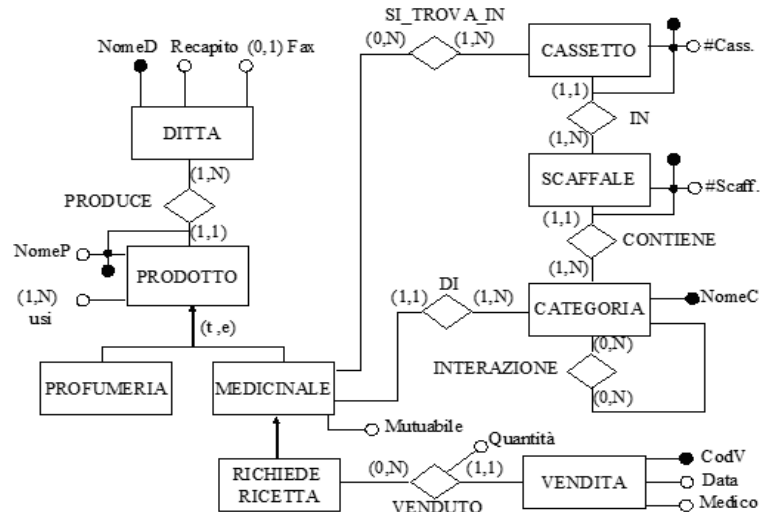 SI_TROVA_IN
NomeD Recapito (0,1) Fax
(0,N) (1,N)
CASSETTO
#Cass.
(1,1)
IN
DITTA
(1,N)
(1,N)
SCAFFALE
#Scaff.
PRODUCE
(1,1)
CONTIENE
(1,1)
NomeP
PRODOTTO
(1,N)
DI
(1,N)
usi
(1,1) (1,N)
CATEGORIA
NomeC
(t ,e)
(0,N)
INTERAZIONE
PROFUMERIA
MEDICINALE
(0,N)
Mutuabile
Quantità
RICHIEDE
RICETTA
(0,N) (1,1)
VENDUTO
VENDITA
CodV
Data
Medico